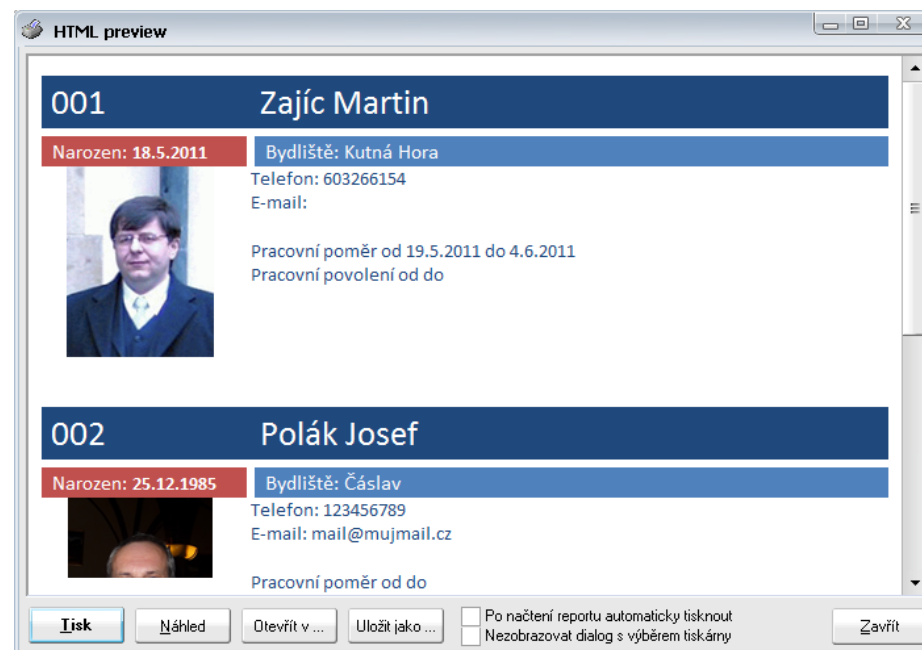 HTML preview
001 Zajíc Martin
Narozen: 18.5.2011 Bydliště: Kutná Hora
Telefon: 603266154
E-mail:
Pracovní poměr od 19.5.2011 do 4.6.2011
Pracovní povolení od do
002 Polák Josef
Narozen: 25.12.1985 Bydliště: Čáslav
Telefon: 123456789
E-mail: mail@mujmail.cz
Pracovní poměr od do
Tisk Náhled Otevřít v ... Uložit jako ... Po načtení reportu automaticky tisknout
Nezobrazovat dialog s výběrem tiskárny
Zavřít